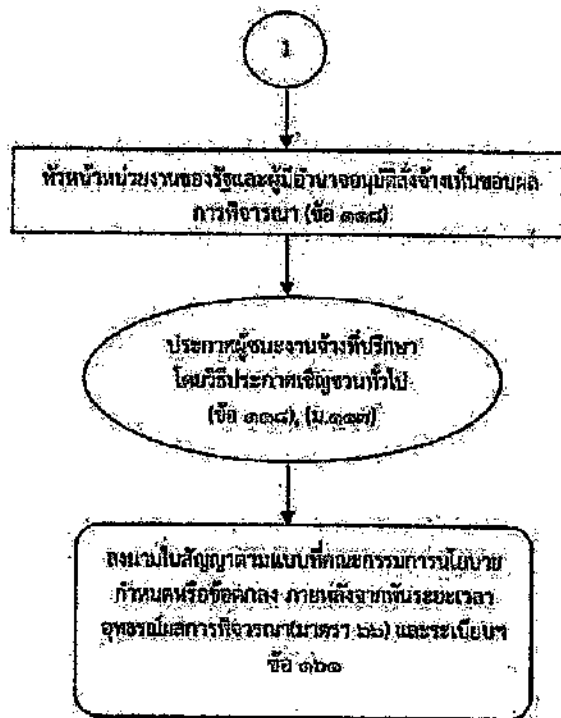 1
หัวหน้าหน่วยงานของรัฐและผู้มีอำนาจอนุมัติสั่งจ้างเห็นชอบผล
การพิจารณา (ข้อ ๑๑๘)
ประกาศผู้ชนะงานจ้างที่ปรึกษา
โดยวิธีประกาศเชิญชวนทั่วไป
(ข้อ ๑๑๘), (ม.๑๑๗)
ลงนามในสัญญาตามแบบที่คณะกรรมการนโยบาย
กำหนดหรือข้อตกลง ภายหลังจากพ้นระยะเวลา
อุทธรณ์ผลการพิจารณา(มาตรา ๖๖) และระเบียบฯ
ข้อ ๑๖๑